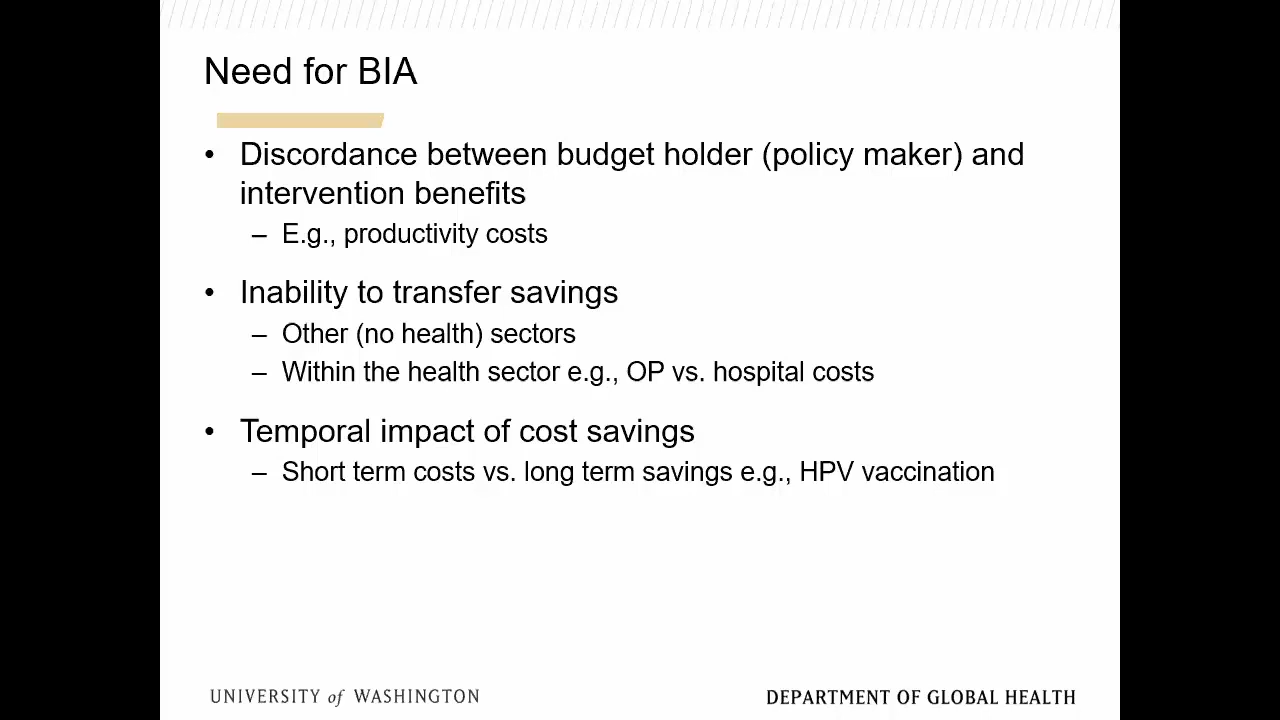 Need for BIA
• Discordance between budget holder (policy maker) and
intervention benefits
– E.g., productivity costs
• Inability to transfer savings
– Other (no health) sectors
– Within the health sector e.g., OP vs. hospital costs
• Temporal impact of cost savings
– Short term costs vs. long term savings e.g., HPV vaccination
UNIVERSITY of WASHINGTON
DEPARTMENT OF GLOBAL HEALTH